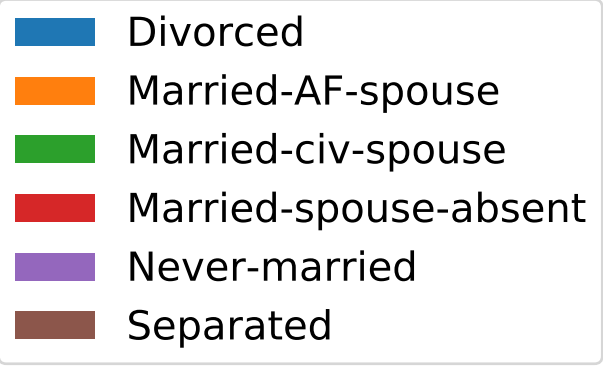 Divorced
Married-AF-spouse
Married-civ-spouse
Married-spouse-absent
Never-married
Separated